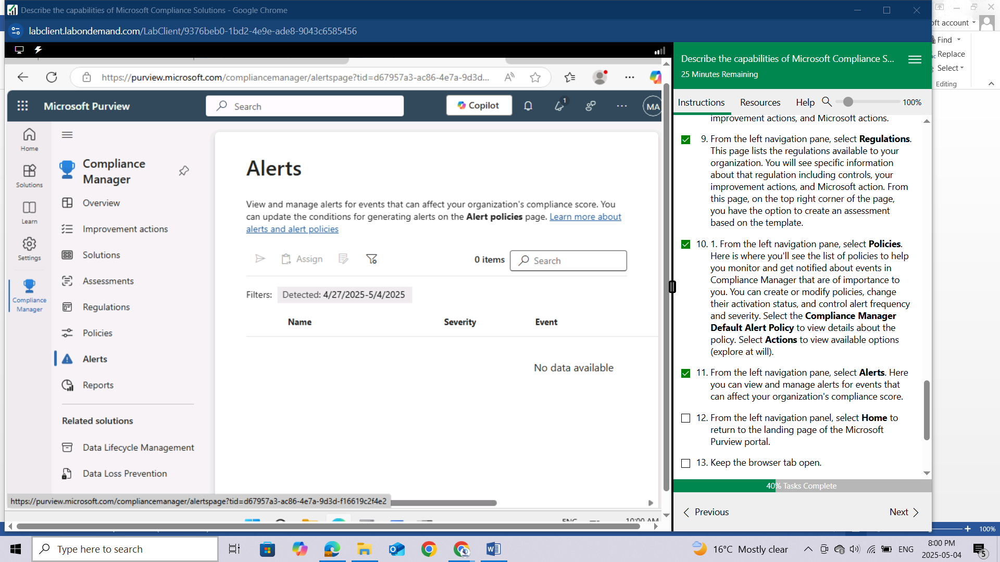 Describe the capabilities of Microsoft Compliance Solutions - Google Chrome
labclient.labondemand.com/LabClient/9376beb0-1bd2-4e9e-ade8-9043c6585456
https://purview.microsoft.com/compliancemanager/alertspage?tid=d67957a3-ac86-4e7a-9d3d...
Microsoft Purview
Search
Copilot
1
MA
Home
Solutions
Learn
Settings
Compliance
Manager
Compliance
Manager
Overview
Improvement actions
Solutions
Assessments
Regulations
Policies
Alerts
Reports
Related solutions
Data Lifecycle Management
Data Loss Prevention
Alerts
View and manage alerts for events that can affect your organization's compliance score. You
can update the conditions for generating alerts on the Alert policies page. Learn more about
alerts and alert policies
Assign
0 items
Search
Filters: Detected: 4/27/2025-5/4/2025
Name Severity Event
No data available
https://purview.microsoft.com/compliancemanager/alertspage?tid=d67957a3-ac86-4e7a-9d3d-f16619c2f4e2
ENG
10:00 AM
Describe the capabilities of Microsoft Compliance S...
25 Minutes Remaining
Instructions Resources Help 100%
improvement actions, and Microsoft actions.
9. From the left navigation pane, select Regulations.
This page lists the regulations available to your
organization. You will see specific information
about that regulation including controls, your
improvement actions, and Microsoft action. From
this page, on the top right corner of the page,
you have the option to create an assessment
based on the template.
10. 1. From the left navigation pane, select Policies.
Here is where you'll see the list of policies to help
you monitor and get notified about events in
Compliance Manager that are of importance to
you. You can create or modify policies, change
their activation status, and control alert frequency
and severity. Select the Compliance Manager
Default Alert Policy to view details about the
policy. Select Actions to view available options
(explore at will).
11. From the left navigation pane, select Alerts. Here
you can view and manage alerts for events that
can affect your organization's compliance score.
12. From the left navigation panel, select Home to
return to the landing page of the Microsoft
Purview portal.
13. Keep the browser tab open.
40% Tasks Complete
Previous
Next
account
Find
Replace
Select
Editing
100%
Type here to search
16°C Mostly clear
ENG
8:00 PM
2025-05-04
5